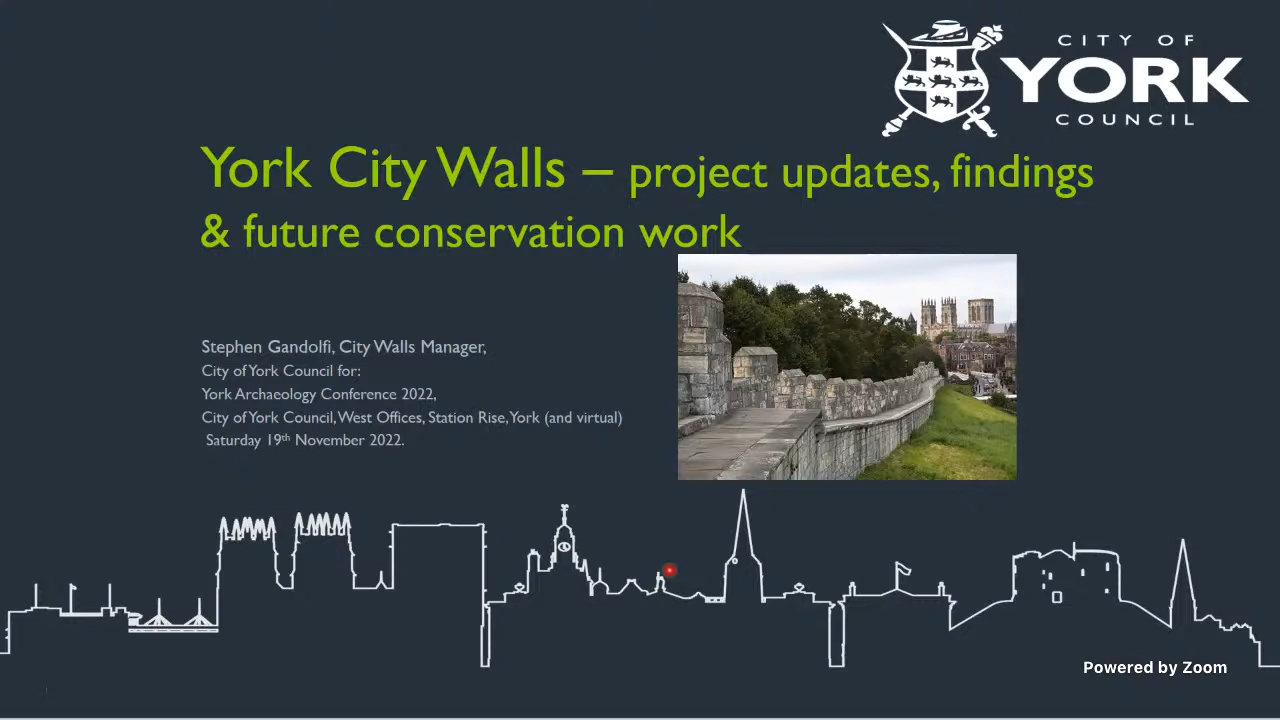 CITY OF
YORK
COUNCIL
York City Walls – project updates, findings
& future conservation work
Stephen Gandolfi, City Walls Manager,
City of York Council for:
York Archaeology Conference 2022,
City of York Council, West Offices, Station Rise, York (and virtual)
Saturday 19th November 2022.
Powered by Zoom